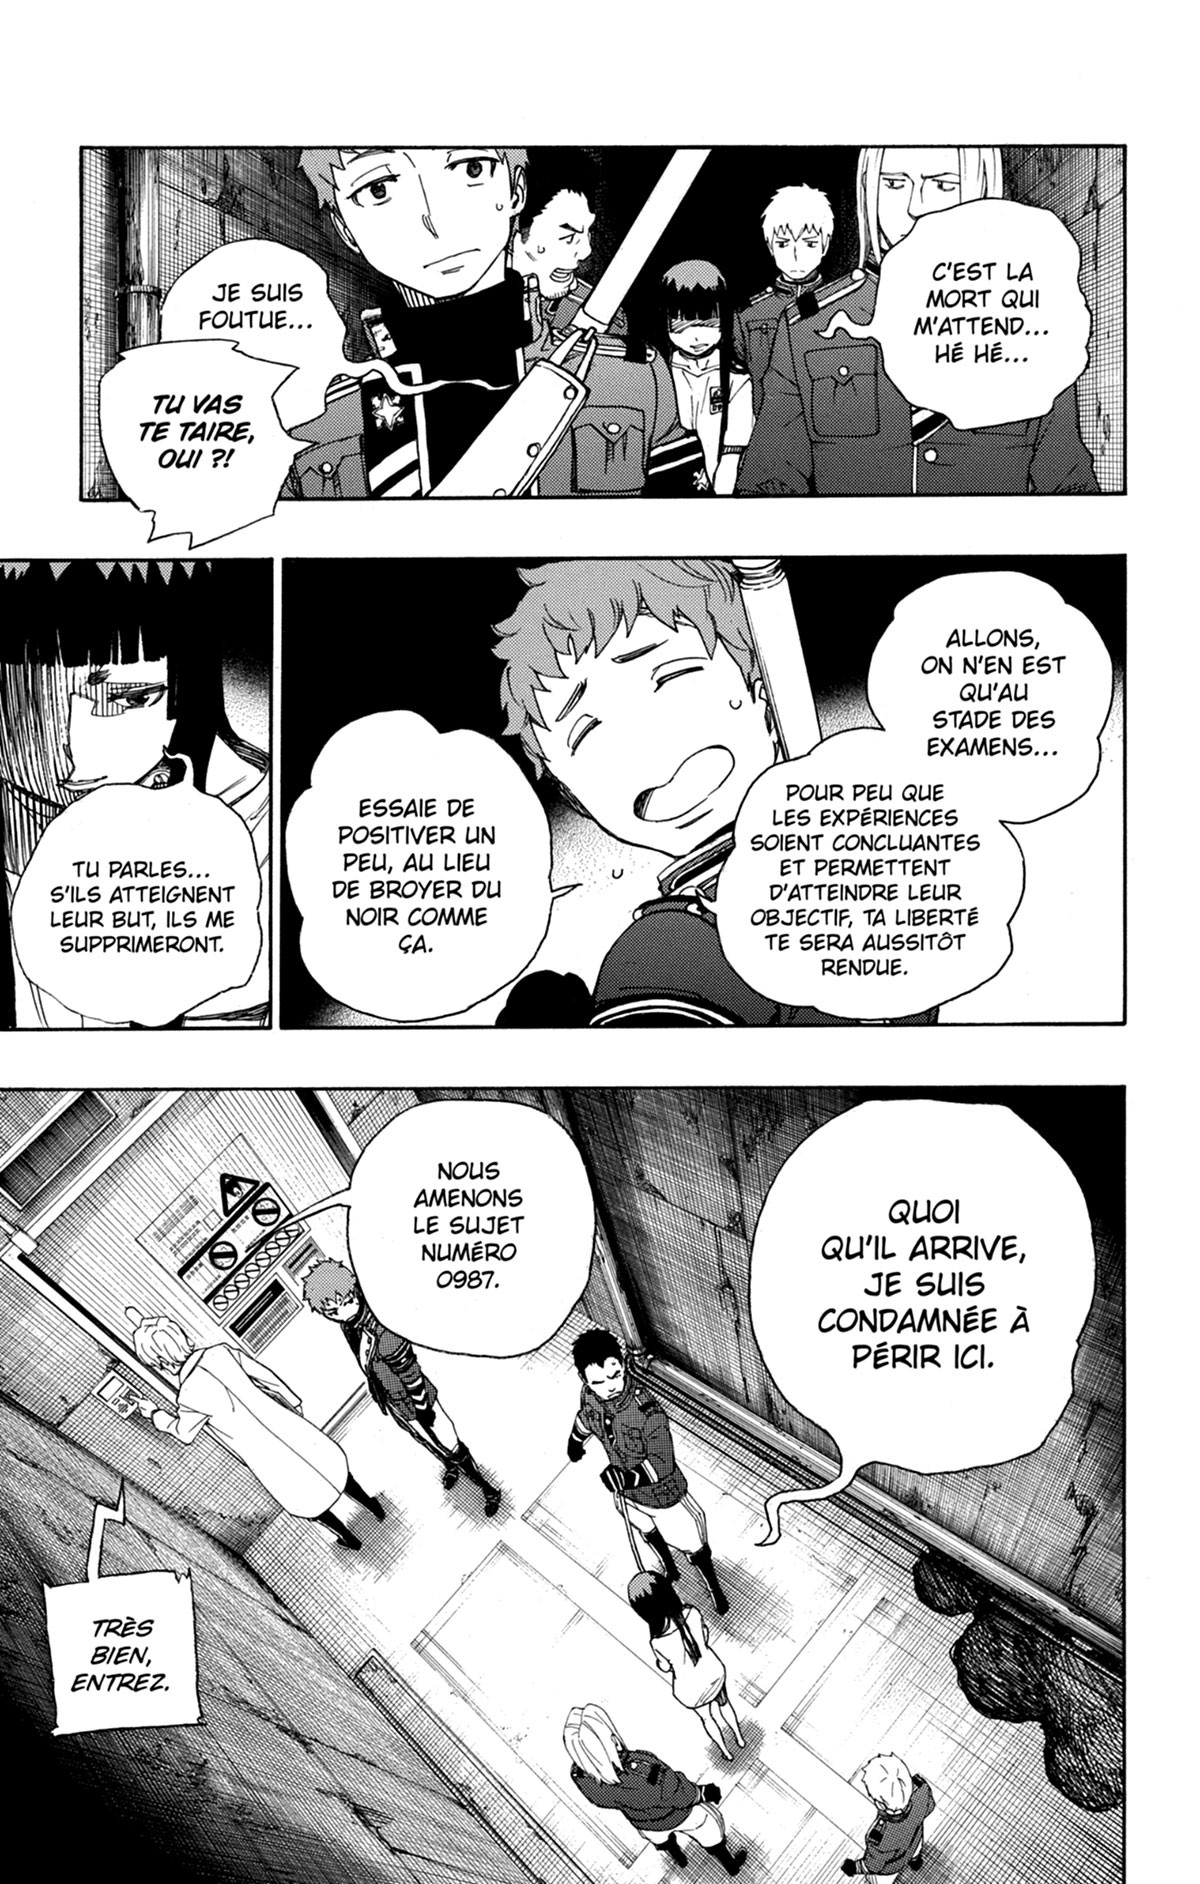 C'EST LA
MORT QUI
M'ATTEND...
HÉ HÉ...
JE SUIS
FOUTUE...
TU VAS
TE TAIRE,
OUI ?!
ALLONS,
ON N'EN EST
QU'AU
STADE DES
EXAMENS...
POUR PEU QUE
LES EXPÉRIENCES
SOIENT CONCLUANTES
ET PERMETTENT
D'ATTEINDRE LEUR
OBJECTIF, TA LIBERTÉ
TE SERA AUSSITÔT
RENDUE.
ESSAIE DE
POSITIVER UN
PEU, AU LIEU
DE BROYER DU
NOIR COMME
ÇA.
TU PARLES...
S'ILS ATTEIGNENT
LEUR BUT, ILS ME
SUPPRIMERONT.
QUOI
QU'IL ARRIVE,
JE SUIS
CONDAMNÉE À
PÉRIR ICI.
NOUS
AMENONS
LE SUJET
NUMÉRO
0987.
TRÈS
BIEN,
ENTREZ.